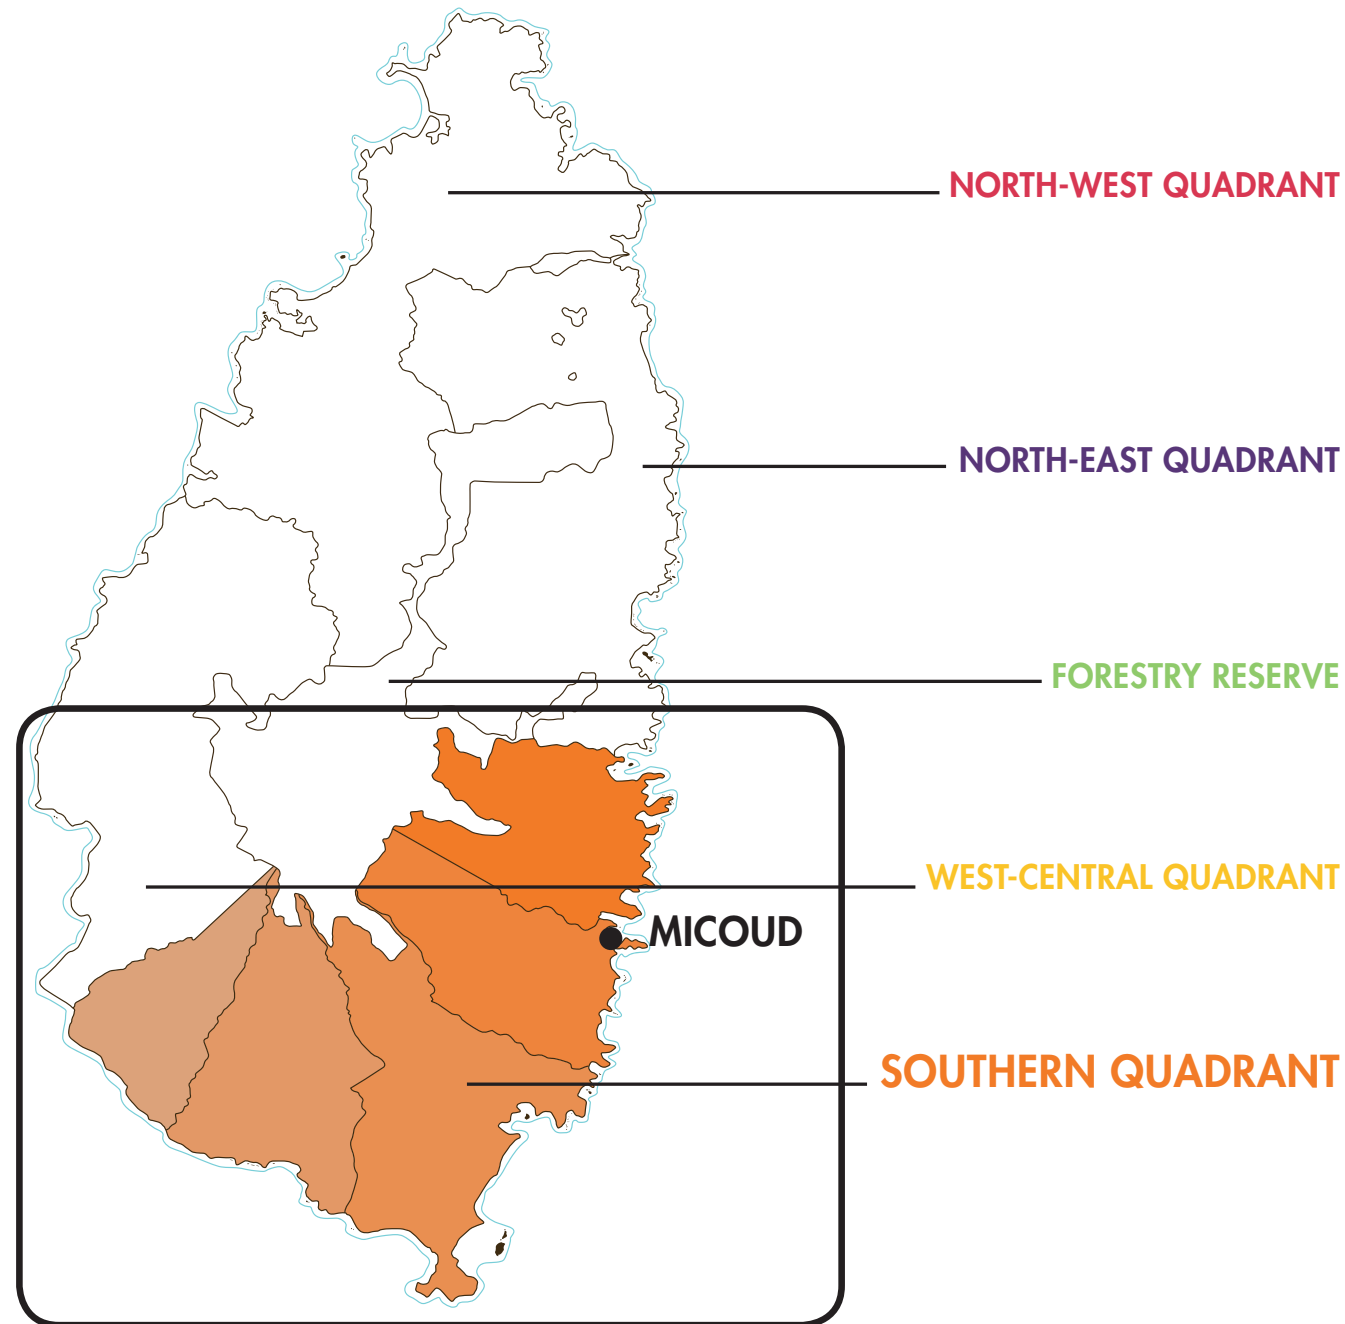 NORTH-WEST QUADRANT
NORTH-EAST QUADRANT
FORESTRY RESERVE
WEST-CENTRAL QUADRANT
MICOUD
SOUTHERN QUADRANT